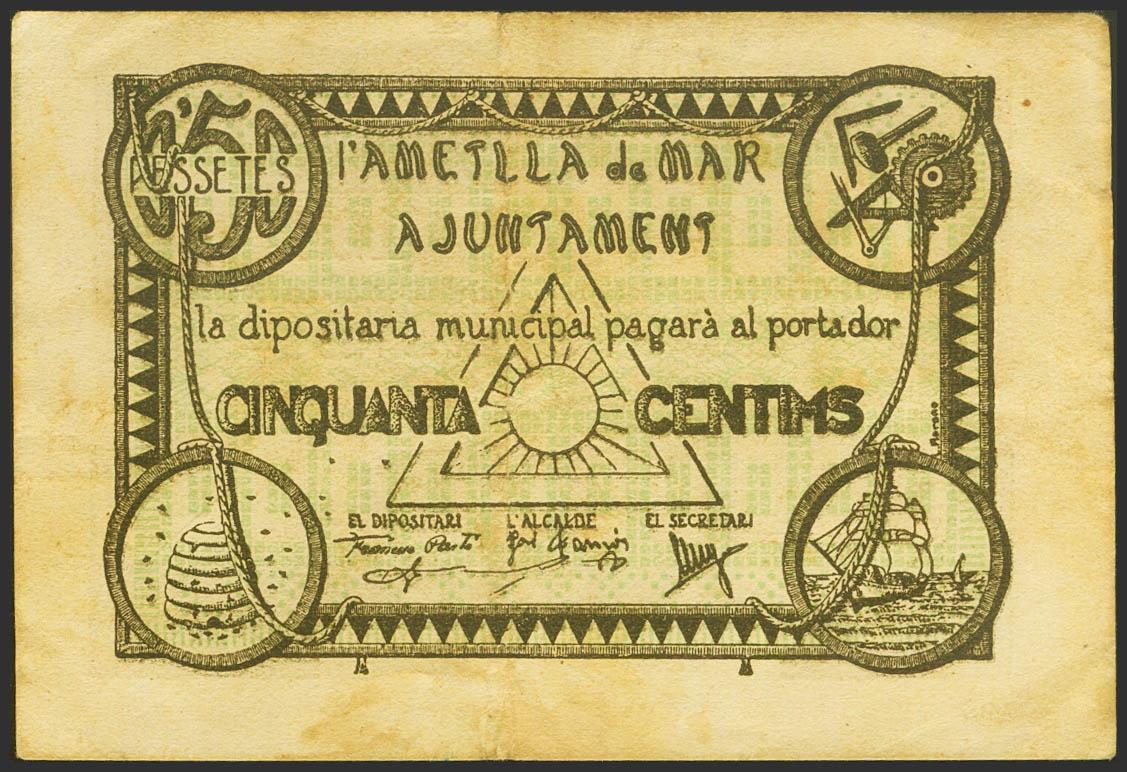 0'50
PESSETES
l'AMETLLA de MAR
AJUNTAMENT
la dipositaria municipal pagarà al portador
CINQUANTA CENTIMS
EL DIPOSITARI L'ALCALDE EL SECRETARI